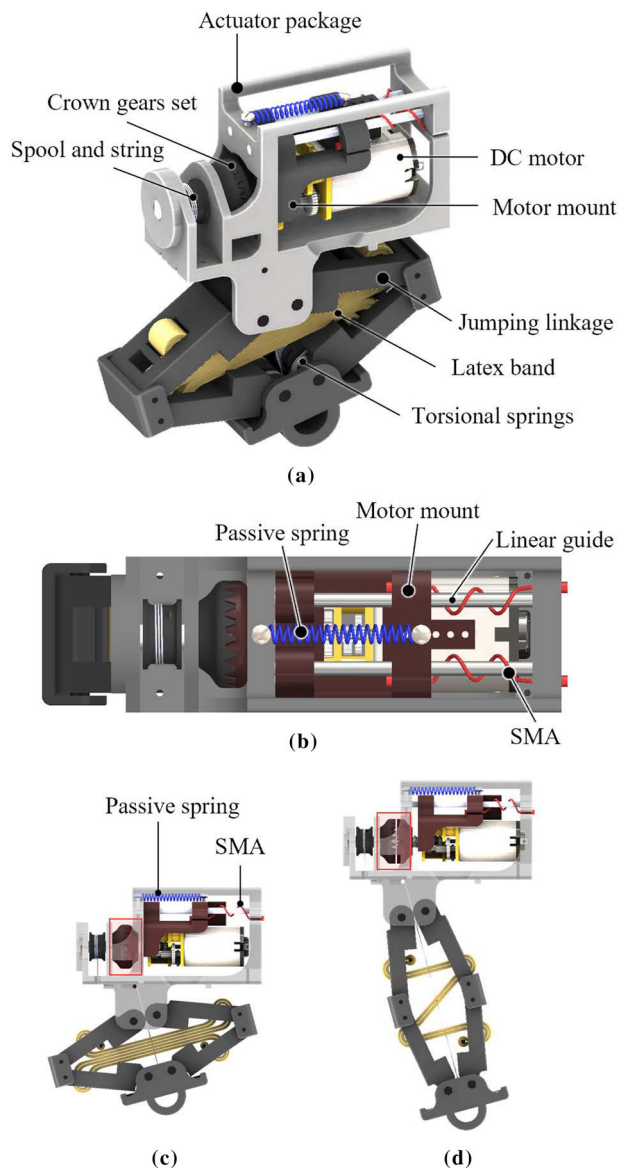 Actuator package
Crown gears set
Spool and string
DC motor
Motor mount
Jumping linkage
Latex band
Torsional springs
(a)
Motor mount
Passive spring
Linear guide
SMA
(b)
Passive spring
SMA
(c)
(d)